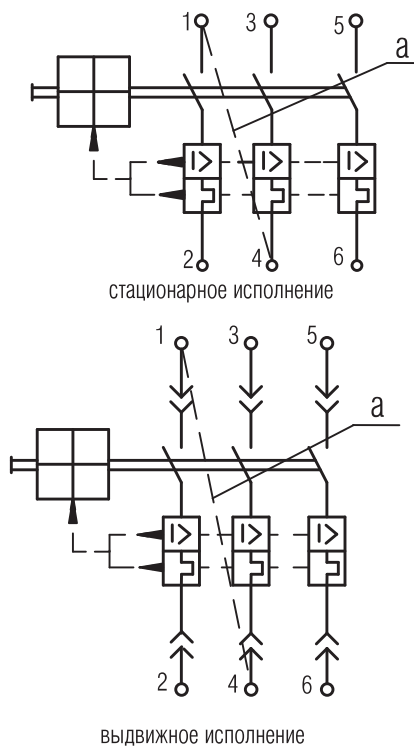 1 3 5
а
I> I> I>
2 4 6
стационарное исполнение
1 3 5
а
I> I> I>
2 4 6
выдвижное исполнение